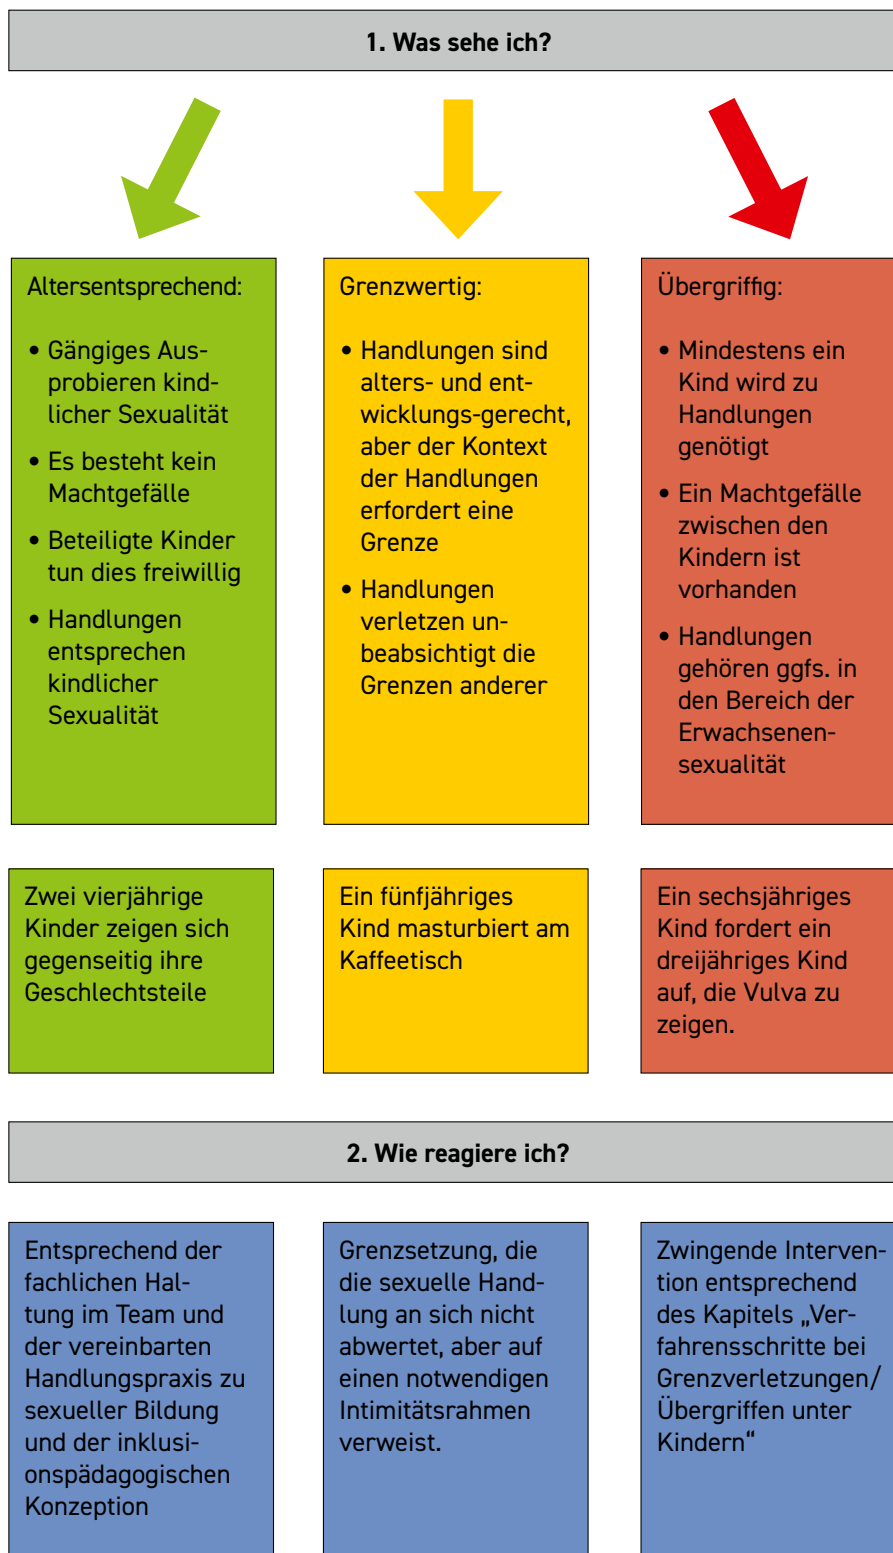 1. Was sehe ich?
Altersentsprechend:
• Gängiges Aus-
probieren kind-
licher Sexualität
• Es besteht kein
Machtgefälle
• Beteiligte Kinder
tun dies freiwillig
• Handlungen
entsprechen
kindlicher
Sexualität
Grenzwertig:
• Handlungen sind
alters- und ent-
wicklungs-gerecht,
aber der Kontext
der Handlungen
erfordert eine
Grenze
• Handlungen
verletzen un-
beabsichtigt die
Grenzen anderer
Übergriffig:
• Mindestens ein
Kind wird zu
Handlungen
genötigt
• Ein Machtgefälle
zwischen den
Kindern ist
vorhanden
• Handlungen
gehören ggfs. in
den Bereich der
Erwachsenen-
sexualität
Zwei vierjährige
Kinder zeigen sich
gegenseitig ihre
Geschlechtsteile
Ein fünfjähriges
Kind masturbiert am
Kaffeetisch
Ein sechsjähriges
Kind fordert ein
dreijähriges Kind
auf, die Vulva zu
zeigen.
2. Wie reagiere ich?
Entsprechend der
fachlichen Hal-
tung im Team und
der vereinbarten
Handlungspraxis zu
sexueller Bildung
und der inklusi-
onspädagogischen
Konzeption
Grenzsetzung, die
die sexuelle Hand-
lung an sich nicht
abwertet, aber auf
einen notwendigen
Intimitätsrahmen
verweist.
Zwingende Interven-
tion entsprechend
des Kapitels „Ver-
fahrensschritte bei
Grenzverletzungen/
Übergriffen unter
Kindern“